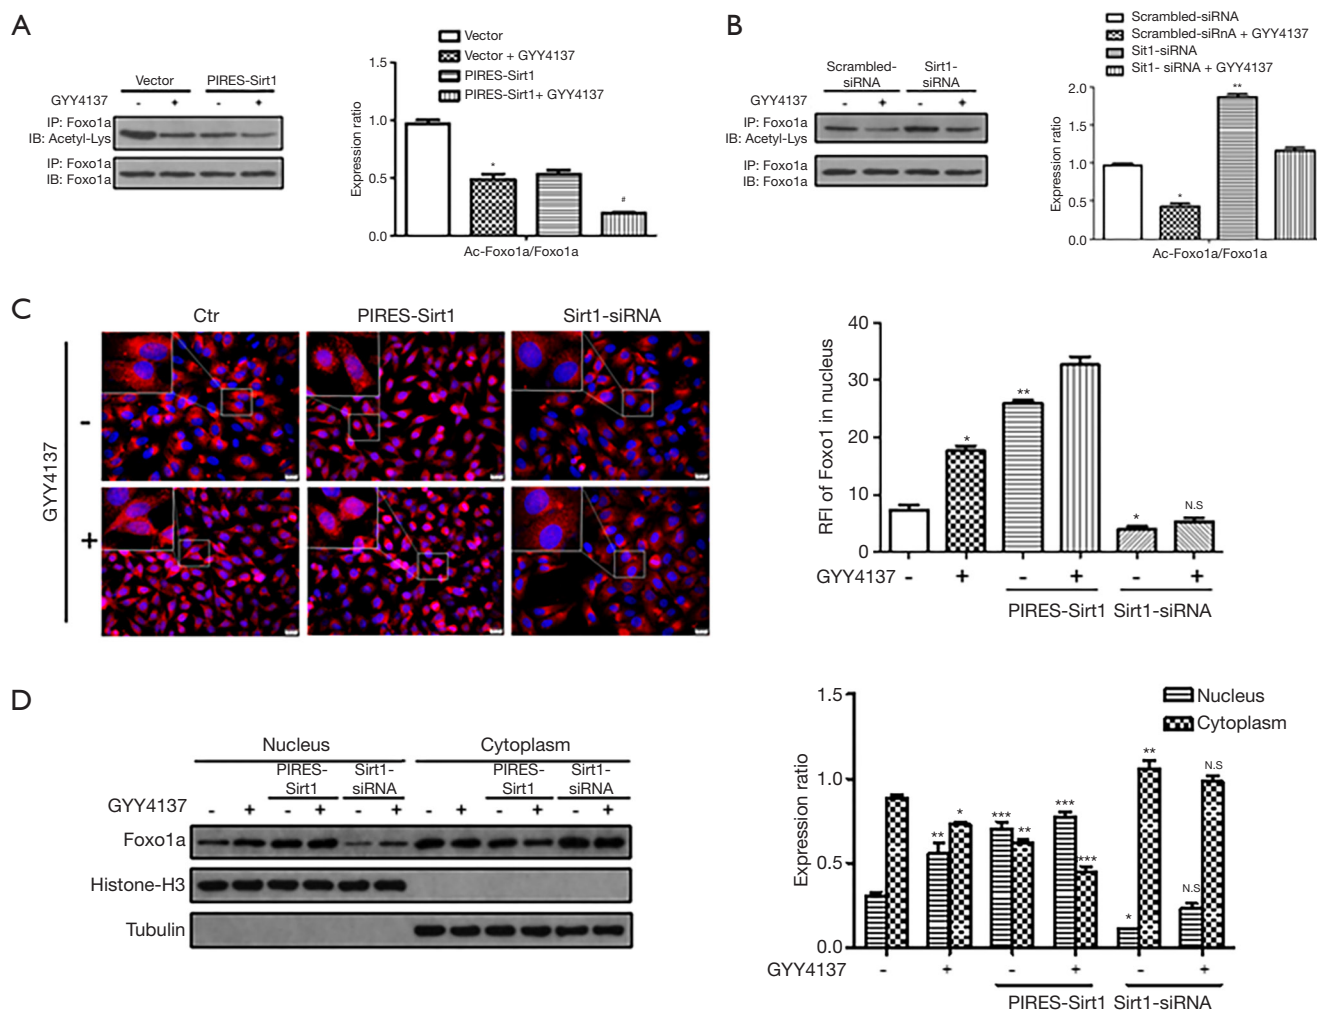 A
Vector PIRES-Sirt1
GYY4137 - + - +
IP: Foxo1a
IB: Acetyl-Lys
IP: Foxo1a
IB: Foxo1a
Vector
Vector + GYY4137
PIRES-Sirt1
PIRES-Sirt1+ GYY4137
Expression ratio
1.5
1.0
0.5
0.0
*
#
Ac-Foxo1a/Foxo1a
B
Scrambled-
siRNA
Sirt1-
siRNA
GYY4137 - + - +
IP: Foxo1a
IB: Acetyl-Lys
IP: Foxo1a
IB: Foxo1a
Scrambled-siRNA
Scrambled-siRnA + GYY4137
Sit1-siRNA
Sit1- siRNA + GYY4137
Expression ratio
2.0
1.5
1.0
0.5
0.0
*
**
Ac-Foxo1a/Foxo1a
C
Ctr PIRES-Sirt1 Sirt1-siRNA
GYY4137
-
+
RFI of Foxo1 in nucleus
40
30
20
10
0
* ** * N.S
GYY4137 - + - + - +
PIRES-Sirt1 Sirt1-siRNA
D
Nucleus Cytoplasm
PIRES-
Sirt1
Sirt1-
siRNA
PIRES-
Sirt1
Sirt1-
siRNA
GYY4137 - + - + - + - + - + - +
Foxo1a
Histone-H3
Tubulin
Nucleus
Cytoplasm
Expression ratio
1.5
1.0
0.5
0.0
** * *** ** *** *** * ** N.S N.S
GYY4137 - + - + - +
PIRES-Sirt1 Sirt1-siRNA